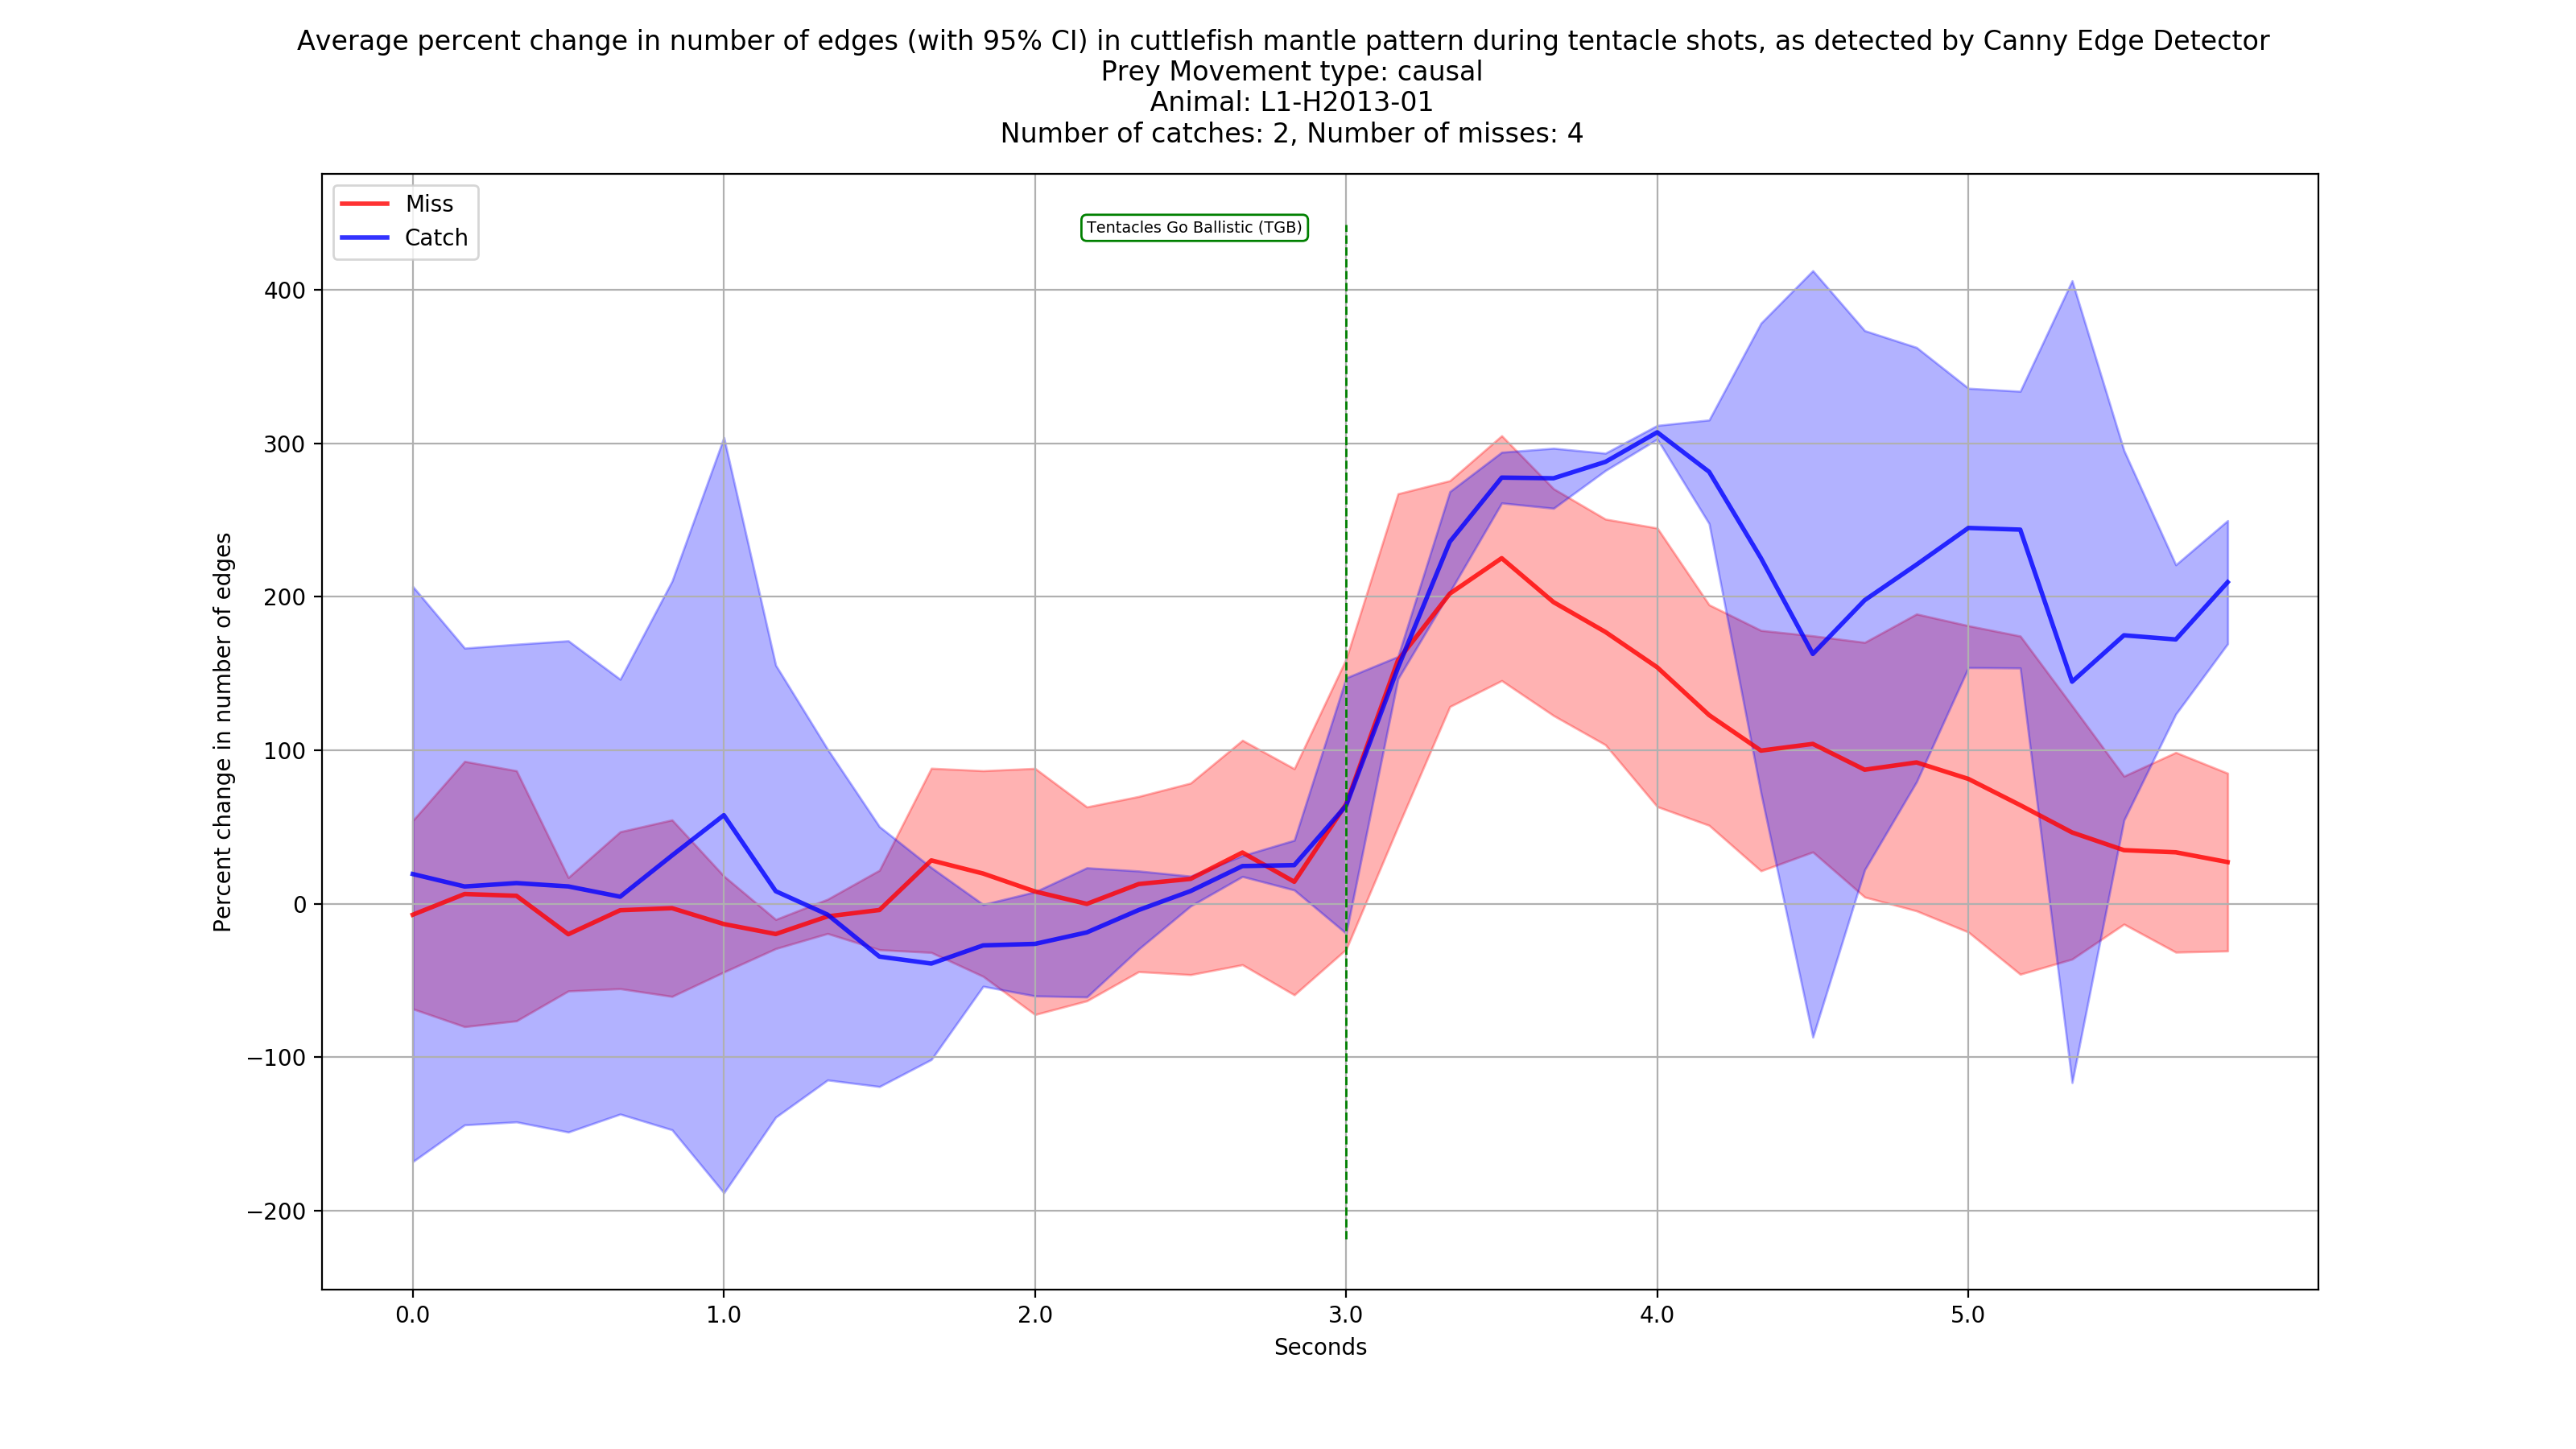 Average percent change in number of edges (with 95% CI) in cuttlefish mantle pattern during tentacle shots, as detected by Canny Edge Detector
Prey Movement type: causal
Animal: L1-H2013-01
Number of catches: 2, Number of misses: 4
Miss
Catch
Tentacles Go Ballistic (TGB)
400
300
200
100
0
−100
−200
Percent change in number of edges
0.0 1.0 2.0 3.0 4.0 5.0
Seconds